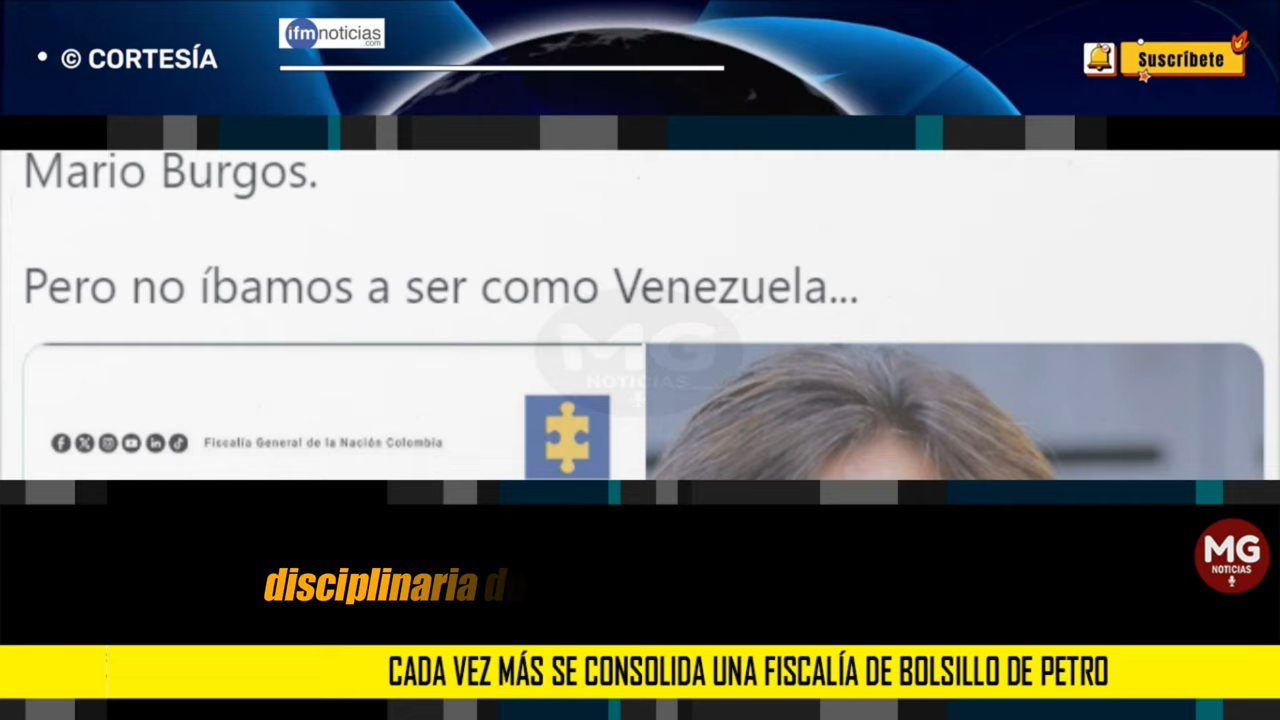 • © CORTESÍA
ifmnoticias
.com
Suscríbete
Mario Burgos.
Pero no íbamos a ser como Venezuela...
MG
NOTICIAS
Fiscalía General de la Nación Colombia
MG
NOTICIAS
disciplinaria
CADA VEZ MÁS SE CONSOLIDA UNA FISCALÍA DE BOLSILLO DE PETRO